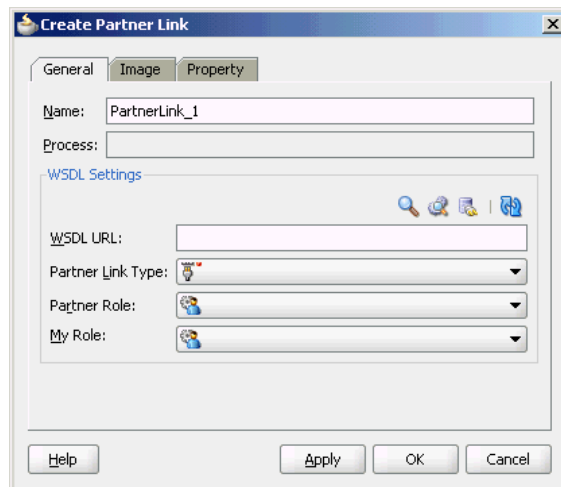 Create Partner Link
General Image Property
Name: PartnerLink_1
Process:
WSDL Settings
WSDL URL:
Partner Link Type:
Partner Role:
My Role:
Help Apply OK Cancel